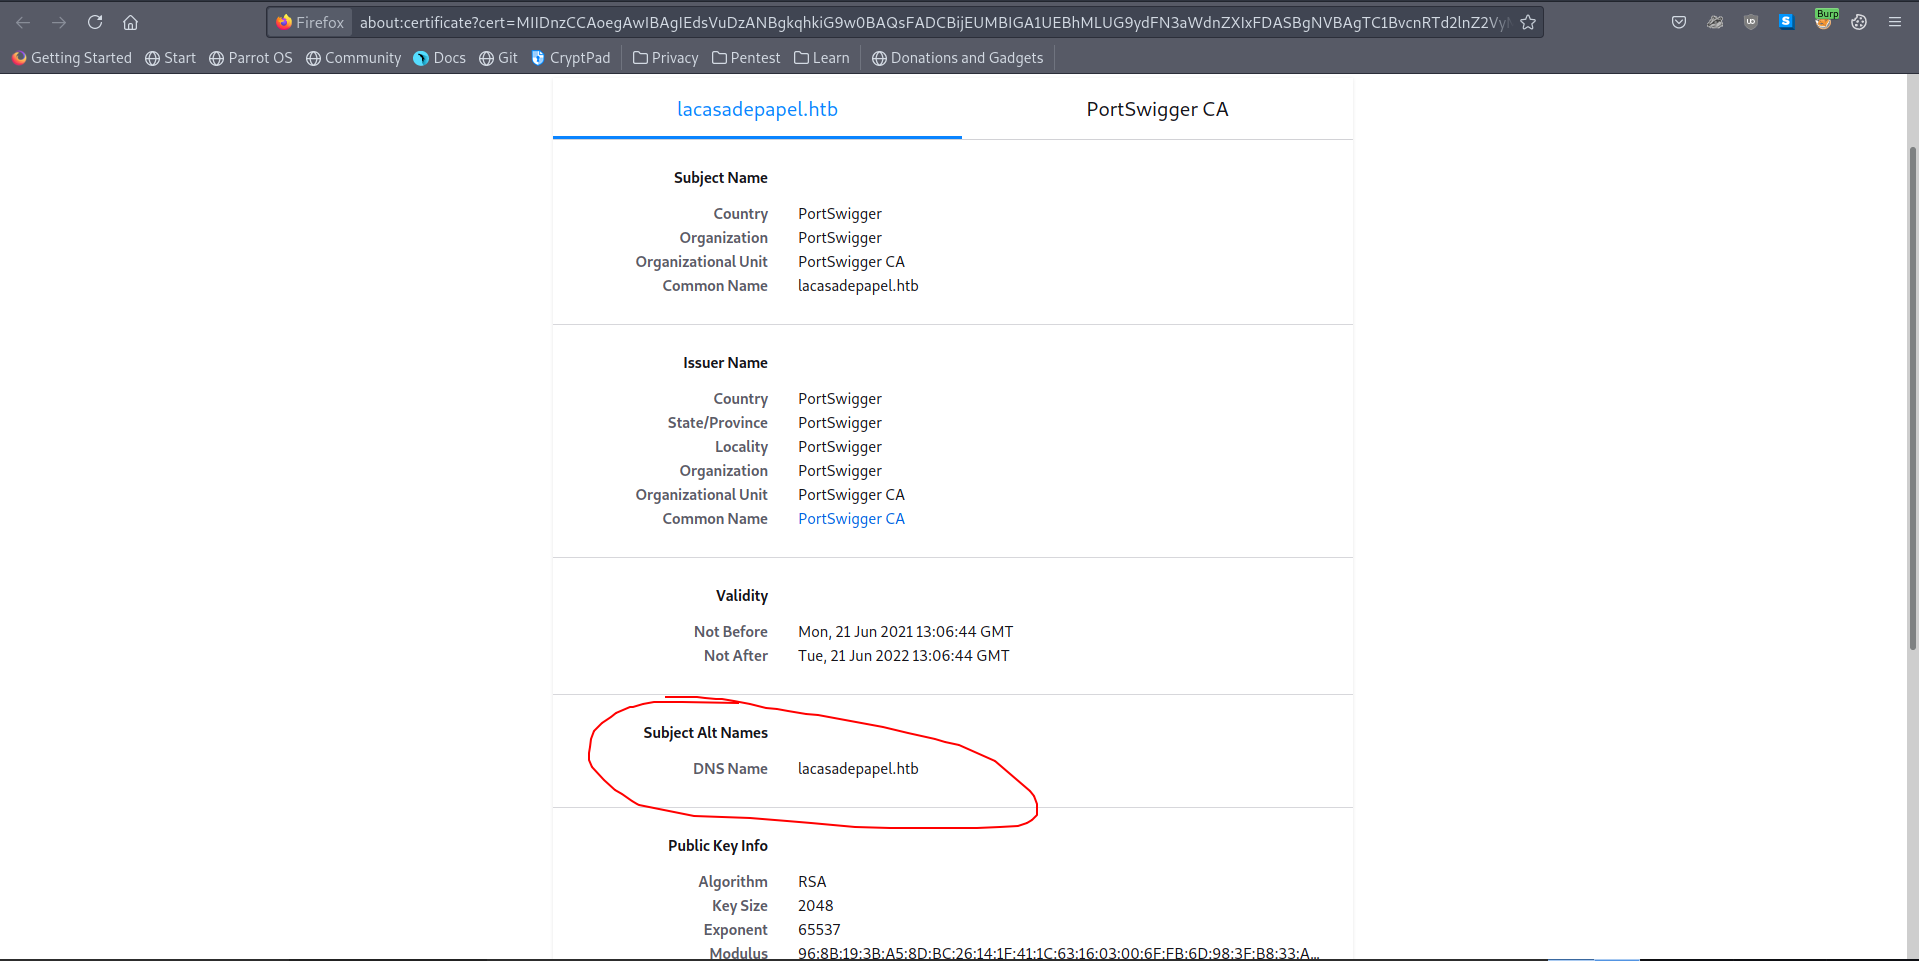 Firefox about:certificate?cert=MIIDnzCCAoegAwIBAgIEdsVuDzANBgkqhkiG9w0BAQsFADCBijEUMBIGA1UEBhMLUG9ydFN3aWdnZXIxFDASBgNVBAgTC1BvcnRTd2lnZ2Vy
Burp
Getting Started Start Parrot OS Community Docs Git CryptPad Privacy Pentest Learn Donations and Gadgets
lacasadepapel.htb PortSwigger CA
Subject Name
Country PortSwigger
Organization PortSwigger
Organizational Unit PortSwigger CA
Common Name lacasadepapel.htb
Issuer Name
Country PortSwigger
State/Province PortSwigger
Locality PortSwigger
Organization PortSwigger
Organizational Unit PortSwigger CA
Common Name PortSwigger CA
Validity
Not Before Mon, 21 Jun 2021 13:06:44 GMT
Not After Tue, 21 Jun 2022 13:06:44 GMT
Subject Alt Names
DNS Name lacasadepapel.htb
Public Key Info
Algorithm RSA
Key Size 2048
Exponent 65537
Modulus 96:8B:19:3B:A5:8D:BC:26:14:1F:41:1C:63:16:03:00:6F:FB:6D:98:3F:B8:33:A...